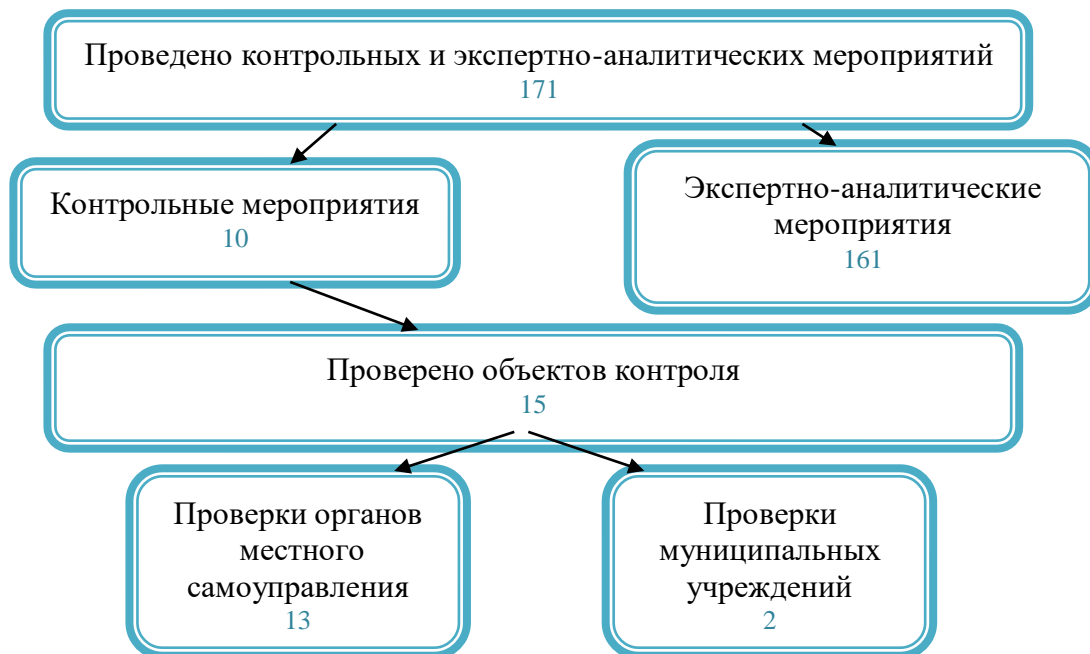 Проведено контрольных и экспертно-аналитических мероприятий
171
Контрольные мероприятия
10
Экспертно-аналитические
мероприятия
161
Проверено объектов контроля
15
Проверки органов
местного
самоуправления
13
Проверки
муниципальных
учреждений
2